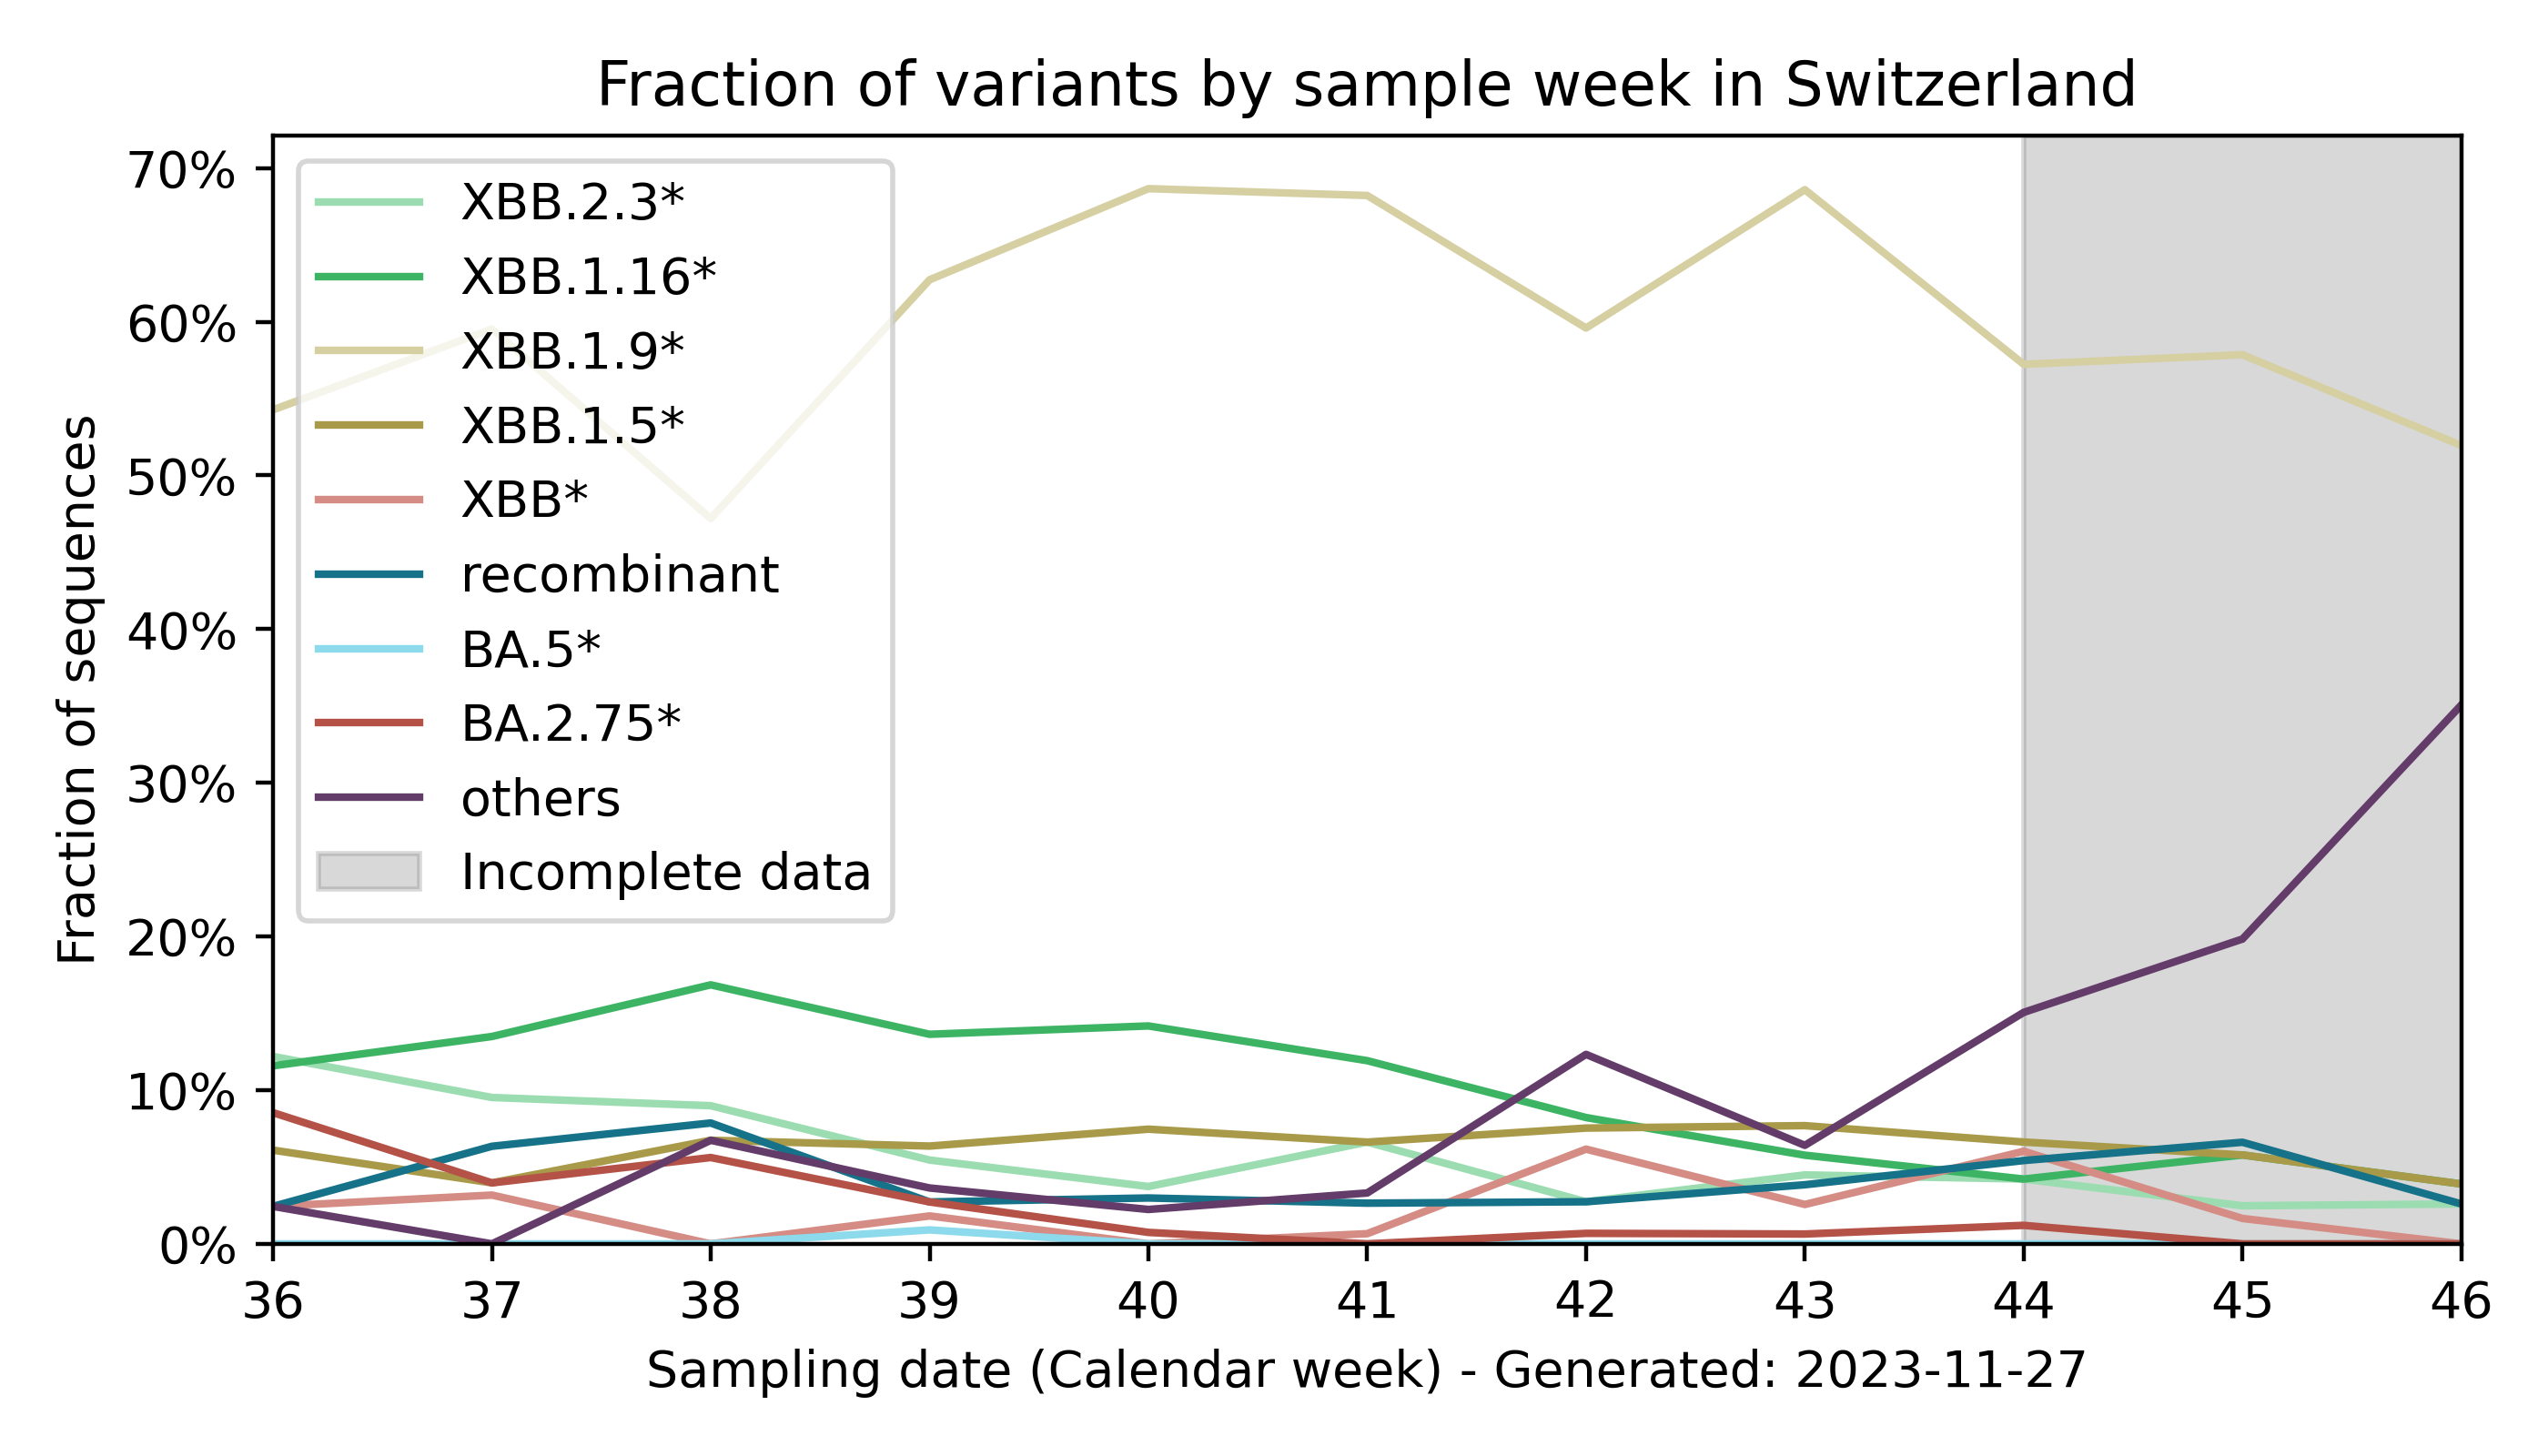 Fraction of variants by sample week in Switzerland
Fraction of sequences
70%
60%
50%
40%
30%
20%
10%
0%
XBB.2.3*
XBB.1.16*
XBB.1.9*
XBB.1.5*
XBB*
recombinant
BA.5*
BA.2.75*
others
Incomplete data
36 37 38 39 40 41 42 43 44 45 46
Sampling date (Calendar week) - Generated: 2023-11-27